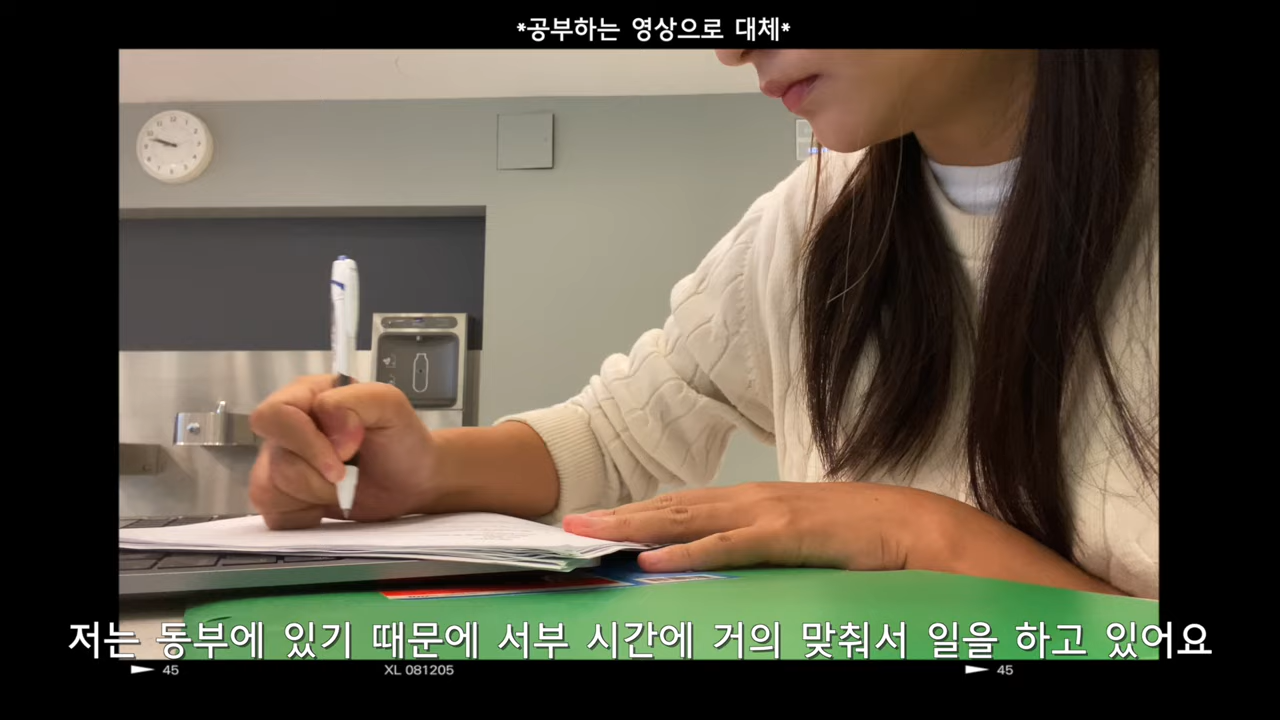 *공부하는 영상으로 대체*
저는 동부에 있기 때문에 서부 시간에 거의 맞춰서 일을 하고 있어요
45 XL 081205 45